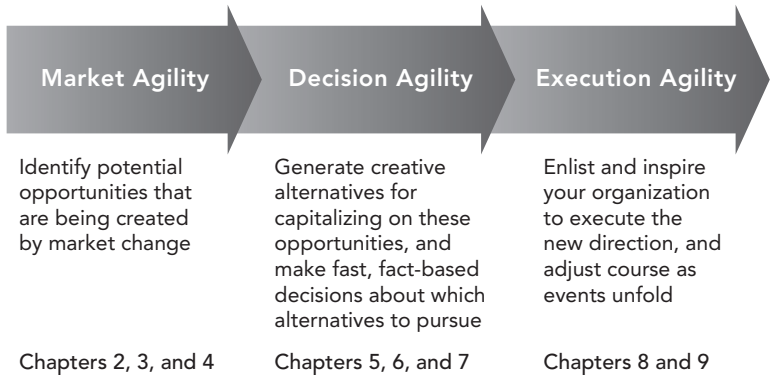 Market Agility
Decision Agility
Execution Agility
Identify potential
opportunities that
are being created
by market change
Generate creative
alternatives for
capitalizing on these
opportunities, and
make fast, fact-based
decisions about which
alternatives to pursue
Enlist and inspire
your organization
to execute the
new direction, and
adjust course as
events unfold
Chapters 2, 3, and 4
Chapters 5, 6, and 7
Chapters 8 and 9